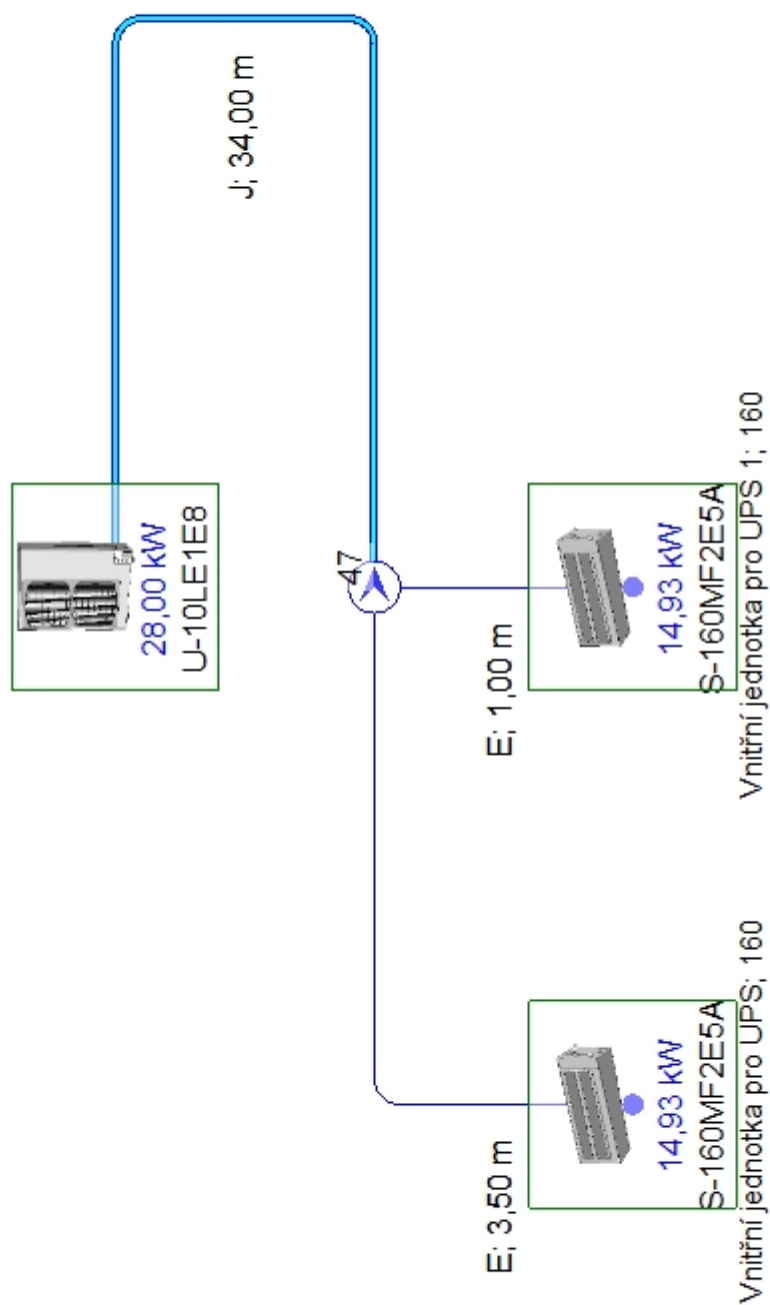 28,00 kW
U-10LE1E8
J; 34,00 m
47
E; 1,00 m
14,93 kW
S-160MF2E5A
Vnitřní jednotka pro UPS 1; 160
E; 3,50 m
14,93 kW
S-160MF2E5A
Vnitřní jednotka pro UPS; 160